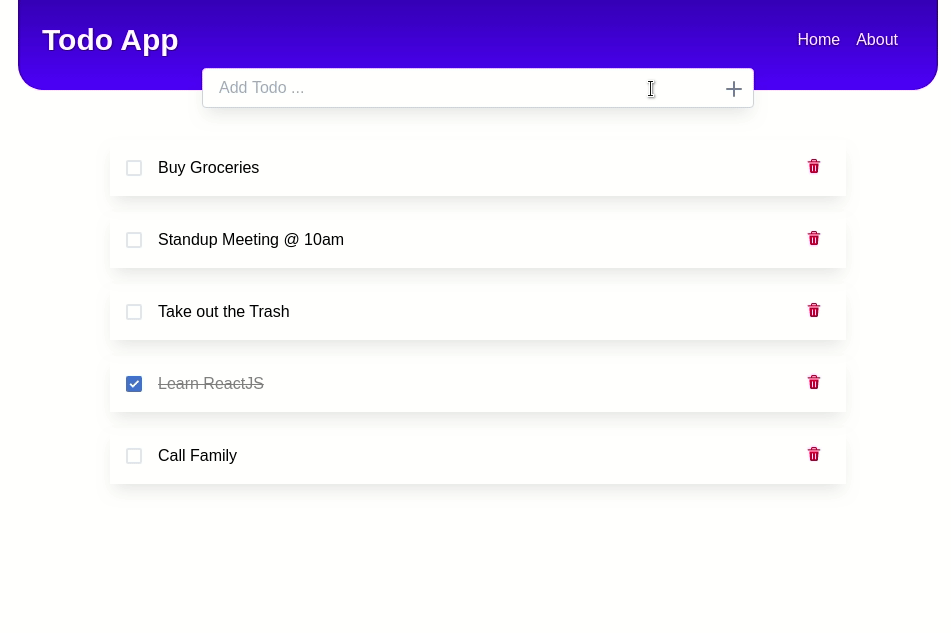 Todo App
Home About
Add Todo ...
Buy Groceries
Standup Meeting @ 10am
Take out the Trash
Learn ReactJS
Call Family